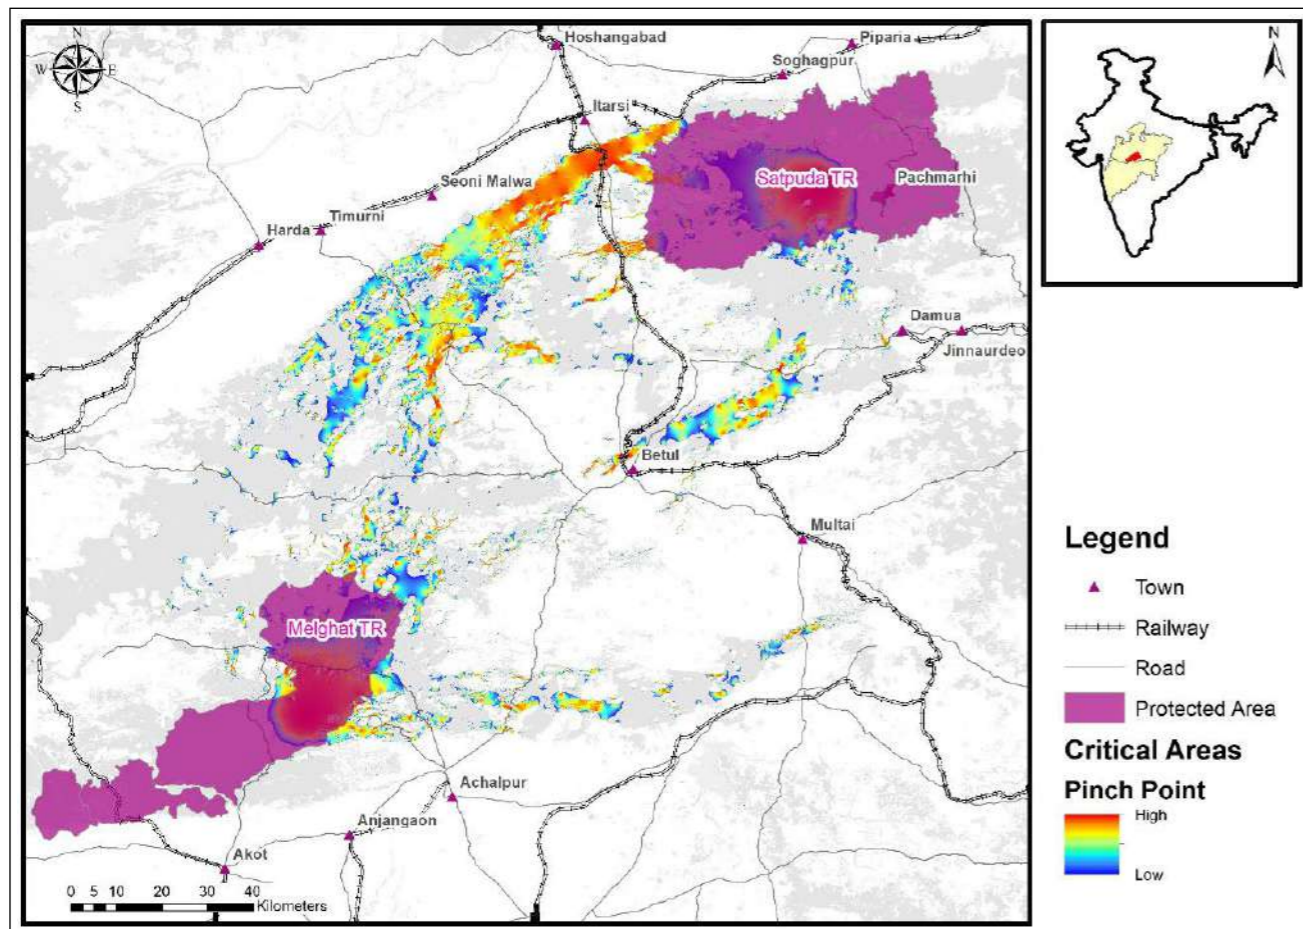 N
W
E
S
Hoshangabad
Piparia
Soghagpur
Itarsi
Satpuda TR
Pachmarhi
Seoni Malwa
Timurni
Harda
Damua
Jinnaurdeo
Betul
Multai
Melghat TR
Achalpur
Anjangaon
Akot
0 5 10 20 30 40
Kilometers
N
Legend
Town
Railway
Road
Protected Area
Critical Areas
Pinch Point
High
Low